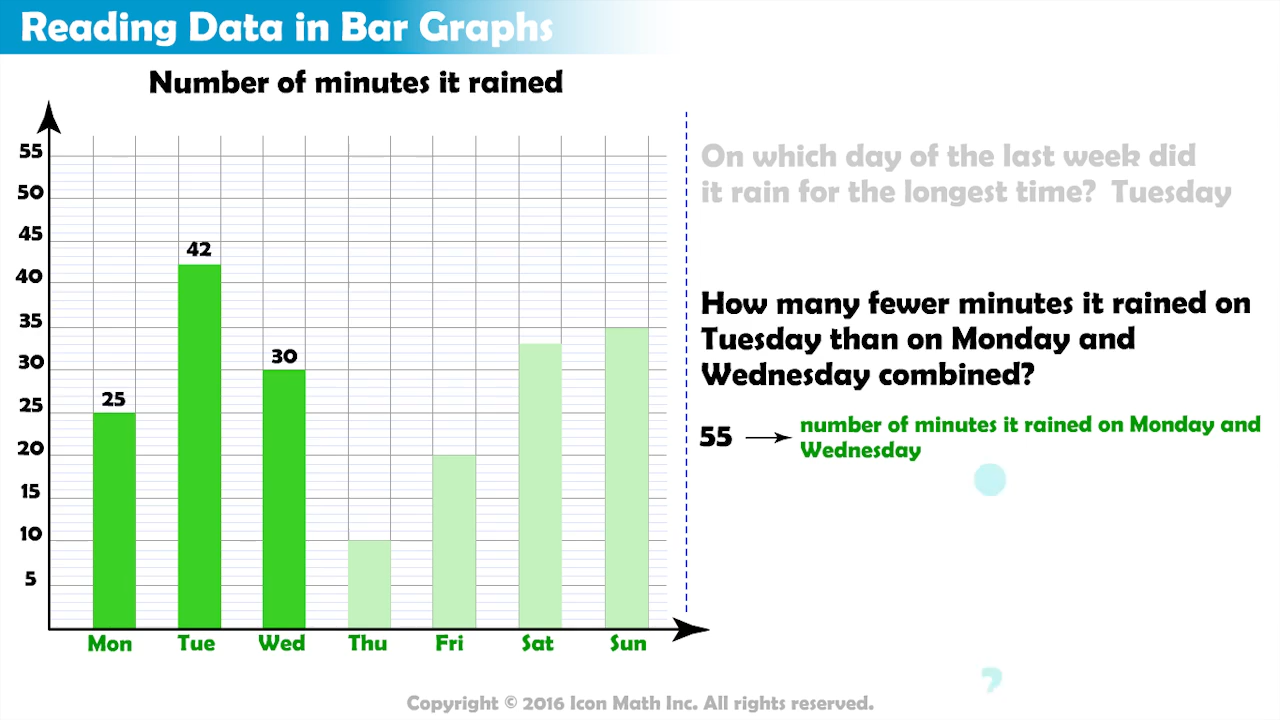 Reading Data in Bar Graphs
Number of minutes it rained
55
50
45
40
35
30
25
20
15
10
5
25
42
30
Mon Tue Wed Thu Fri Sat Sun
On which day of the last week did
it rain for the longest time? Tuesday
How many fewer minutes it rained on
Tuesday than on Monday and
Wednesday combined?
55
number of minutes it rained on Monday and
Wednesday
?
Copyright © 2016 Icon Math Inc. All rights reserved.